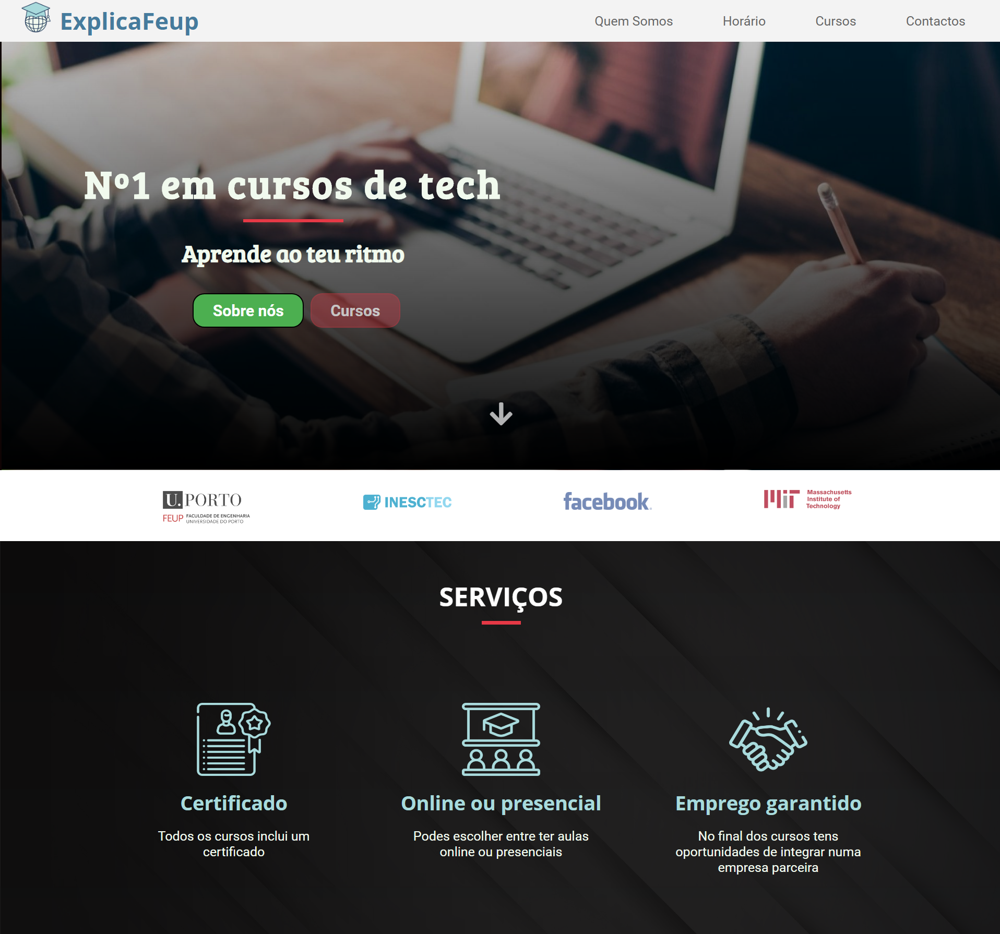 ExplicaFeup
Quem Somos
Horário
Cursos
Contactos
Nº1 em cursos de tech
Aprende ao teu ritmo
Sobre nós
Cursos
U.PORTO
FEUP FACULDADE DE ENGENHARIA
UNIVERSIDADE DO PORTO
INESCTEC
facebook.
MIT
Massachusetts
Institute of
Technology
SERVIÇOS
Certificado
Todos os cursos inclui um
certificado
Online ou presencial
Podes escolher entre ter aulas
online ou presenciais
Emprego garantido
No final dos cursos tens
oportunidades de integrar numa
empresa parceira